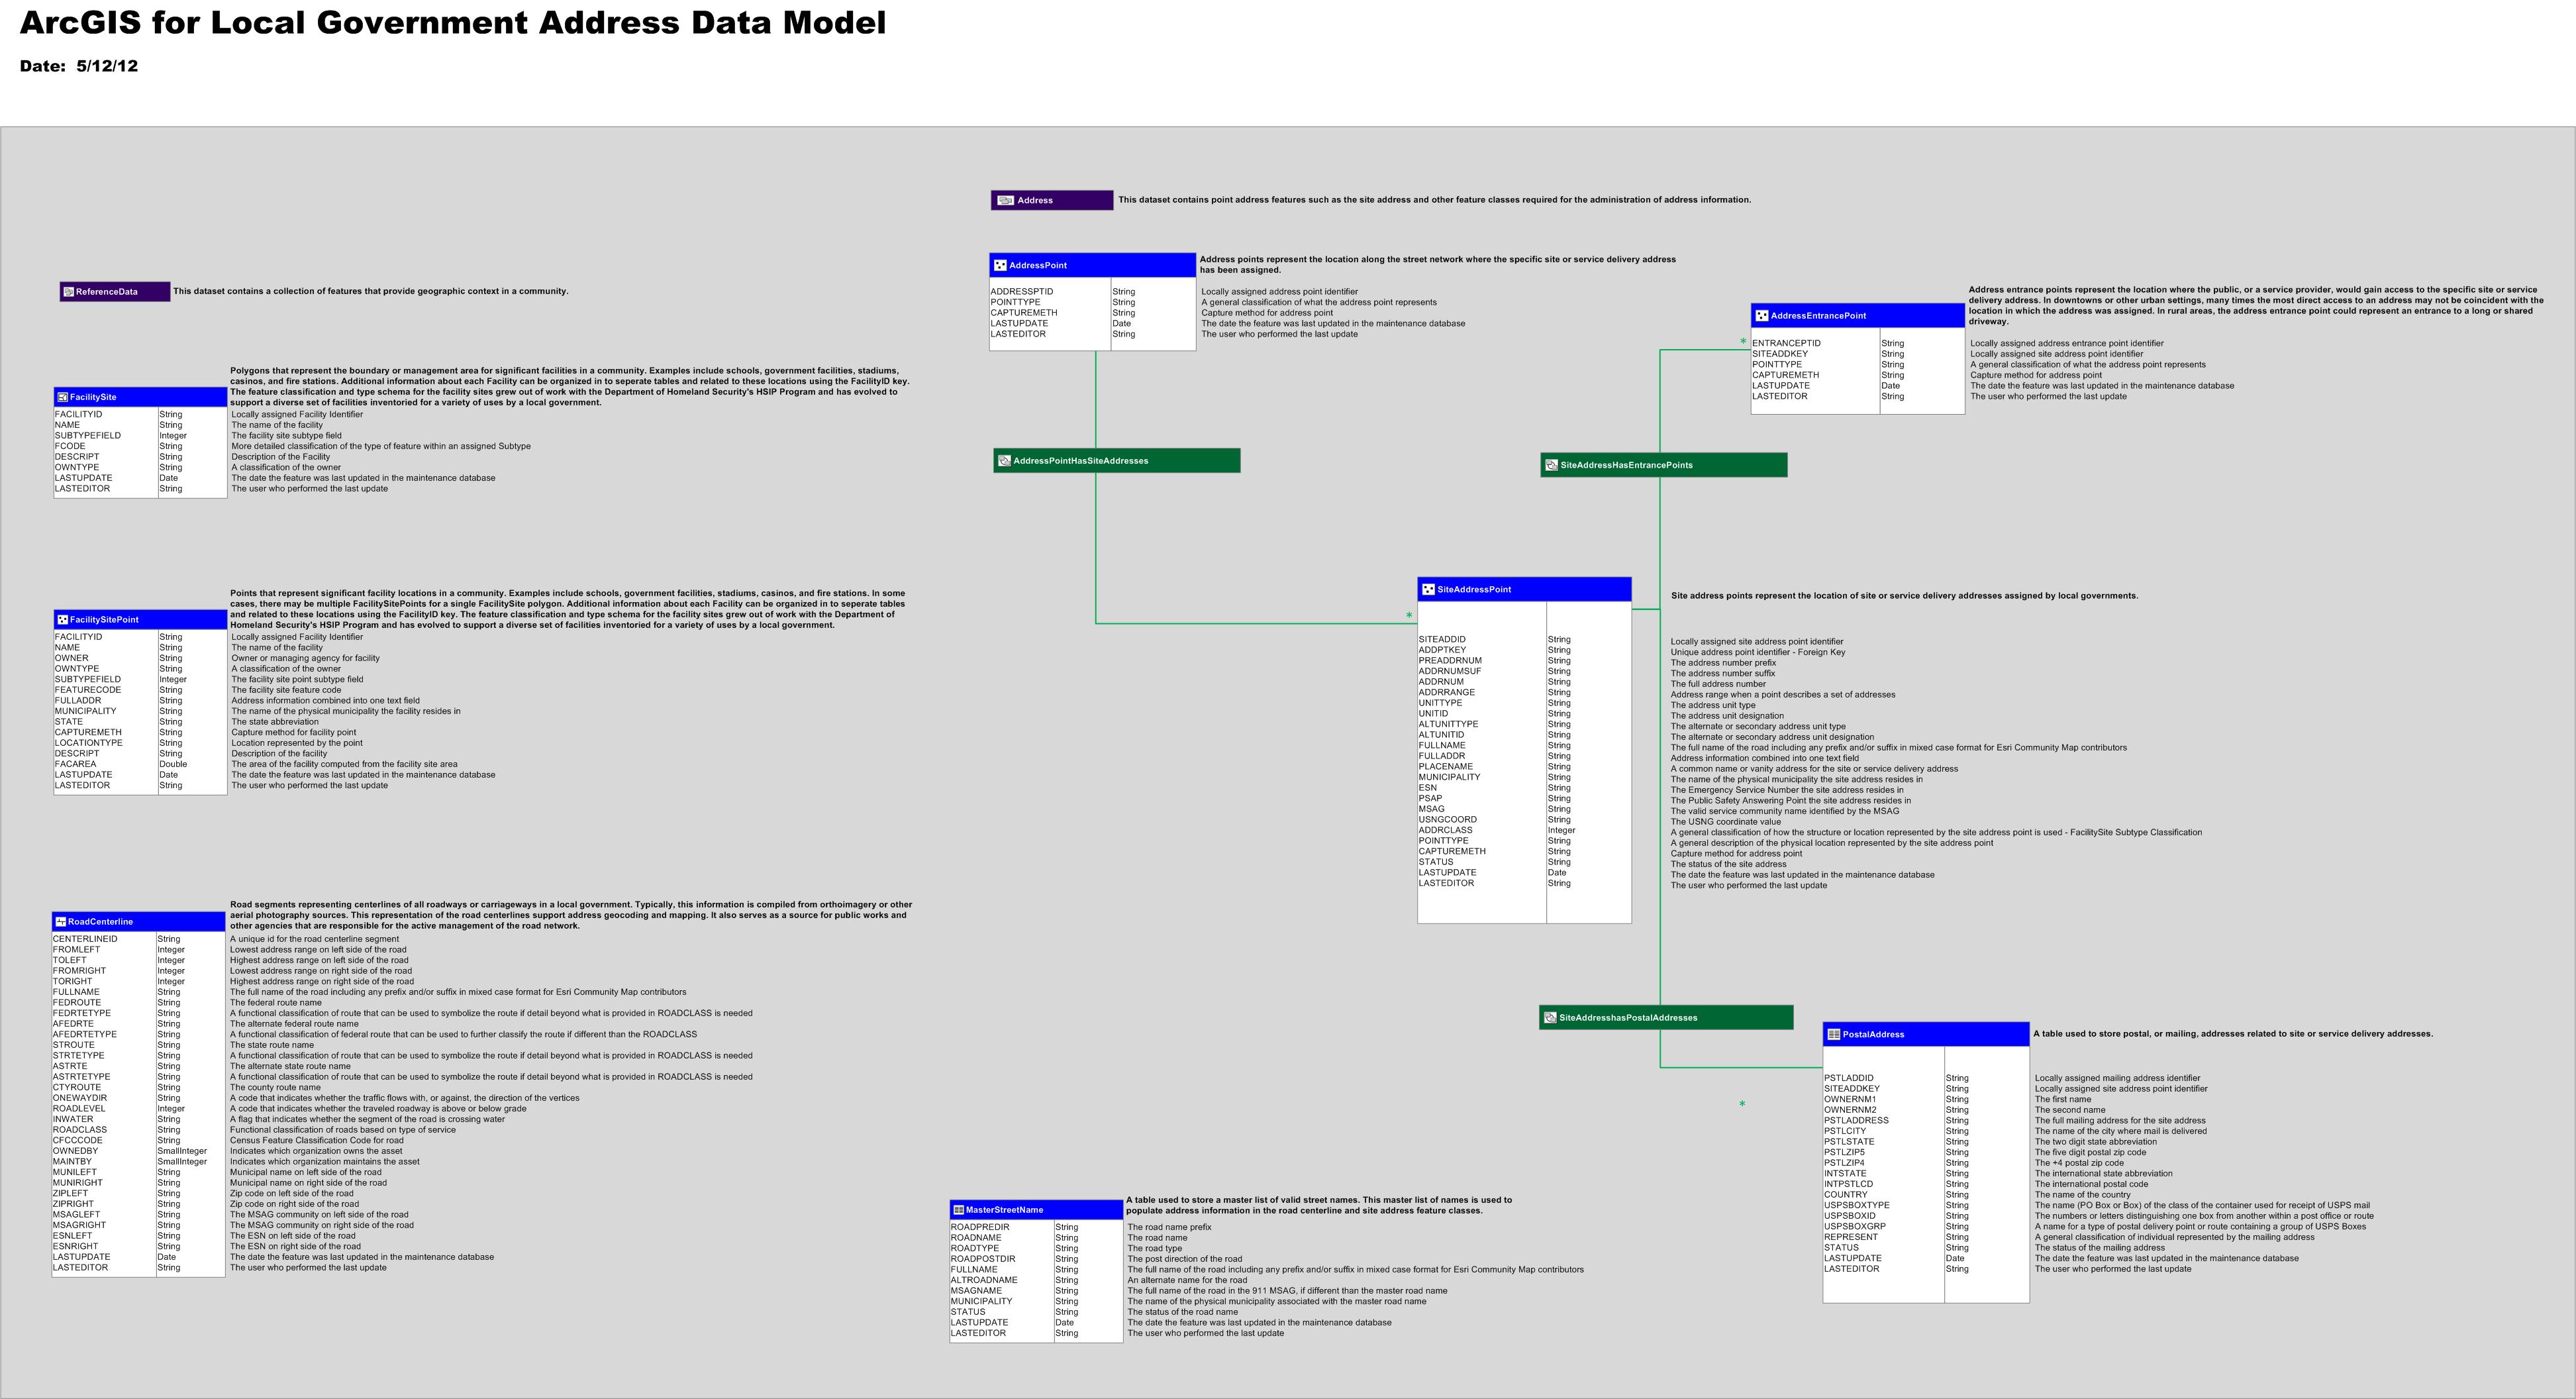 ArcGIS for Local Government Address Data Model
Date: 5/12/12
Address
This dataset contains point address features such as the site address and other feature classes required for the administration of address information.
ReferenceData
This dataset contains a collection of features that provide geographic context in a community.
Polygons that represent the boundary or management area for significant facilities in a community. Examples include schools, government facilities, stadiums,
casinos, and fire stations. Additional information about each Facility can be organized in to seperate tables and related to these locations using the FacilityID key.
The feature classification and type schema for the facility sites grew out of work with the Department of Homeland Security's HSIP Program and has evolved to
support a diverse set of facilities inventoried for a variety of uses by a local government.
FacilitySite
FACILITYID String Locally assigned Facility Identifier
NAME String The name of the facility
SUBTYPEFIELD Integer The facility site subtype field
FCODE String More detailed classification of the type of feature within an assigned Subtype
DESCRIPT String Description of the Facility
OWNTYPE String A classification of the owner
LASTUPDATE Date The date the feature was last updated in the maintenance database
LASTEDITOR String The user who performed the last update
Points that represent significant facility locations in a community. Examples include schools, government facilities, stadiums, casinos, and fire stations. In some
cases, there may be multiple FacilitySitePoints for a single FacilitySite polygon. Additional information about each Facility can be organized in to seperate tables
and related to these locations using the FacilityID key. The feature classification and type schema for the facility sites grew out of work with the Department of
Homeland Security's HSIP Program and has evolved to support a diverse set of facilities inventoried for a variety of uses by a local government.
FacilitySitePoint
FACILITYID String Locally assigned Facility Identifier
NAME String The name of the facility
OWNER String Owner or managing agency for facility
OWNTYPE String A classification of the owner
SUBTYPEFIELD Integer The facility site point subtype field
FEATURECODE String The facility site feature code
FULLADDR String Address information combined into one text field
MUNICIPALITY String The name of the physical municipality the facility resides in
STATE String The state abbreviation
CAPTUREMETH String Capture method for facility point
LOCATIONTYPE String Location represented by the point
DESCRIPT String Description of the facility
FACAREA Double The area of the facility computed from the facility site area
LASTUPDATE Date The date the feature was last updated in the maintenance database
LASTEDITOR String The user who performed the last update
Road segments representing centerlines of all roadways or carriageways in a local government. Typically, this information is compiled from orthoimagery or other
aerial photography sources. This representation of the road centerlines support address geocoding and mapping. It also serves as a source for public works and
other agencies that are responsible for the active management of the road network.
RoadCenterline
CENTERLINEID String A unique id for the road centerline segment
FROMLEFT Integer Lowest address range on left side of the road
TOLEFT Integer Highest address range on left side of the road
FROMRIGHT Integer Lowest address range on right side of the road
TORIGHT Integer Highest address range on right side of the road
FULLNAME String The full name of the road including any prefix and/or suffix in mixed case format for Esri Community Map contributors
FEDROUTE String The federal route name
FEDRTETYPE String A functional classification of route that can be used to symbolize the route if detail beyond what is provided in ROADCLASS is needed
AFEDRTE String The alternate federal route name
AFEDRTETYPE String A functional classification of federal route that can be used to further classify the route if different than the ROADCLASS
STROUTE String The state route name
STRTETYPE String A functional classification of route that can be used to symbolize the route if detail beyond what is provided in ROADCLASS is needed
ASTRTE String The alternate state route name
ASTRTETYPE String A functional classification of route that can be used to symbolize the route if detail beyond what is provided in ROADCLASS is needed
CTYROUTE String The county route name
ONEWAYDIR String A code that indicates whether the traffic flows with, or against, the direction of the vertices
ROADLEVEL Integer A code that indicates whether the traveled roadway is above or below grade
INWATER String A flag that indicates whether the segment of the road is crossing water
ROADCLASS String Functional classification of roads based on type of service
CFCCCODE String Census Feature Classification Code for road
OWNEDBY SmallInteger Indicates which organization owns the asset
MAINTBY SmallInteger Indicates which organization maintains the asset
MUNILEFT String Municipal name on left side of the road
MUNIRIGHT String Municipal name on right side of the road
ZIPLEFT String Zip code on left side of the road
ZIPRIGHT String Zip code on right side of the road
MSAGLEFT String The MSAG community on left side of the road
MSAGRIGHT String The MSAG community on right side of the road
ESNLEFT String The ESN on left side of the road
ESNRIGHT String The ESN on right side of the road
LASTUPDATE Date The date the feature was last updated in the maintenance database
LASTEDITOR String The user who performed the last update
AddressPoint
Address points represent the location along the street network where the specific site or service delivery address
has been assigned.
ADDRESSPTID String Locally assigned address point identifier
POINTTYPE String A general classification of what the address point represents
CAPTUREMETH String Capture method for address point
LASTUPDATE Date The date the feature was last updated in the maintenance database
LASTEDITOR String The user who performed the last update
AddressPointHasSiteAddresses
Address entrance points represent the location where the public, or a service provider, would gain access to the specific site or service
delivery address. In downtowns or other urban settings, many times the most direct access to an address may not be coincident with the
location in which the address was assigned. In rural areas, the address entrance point could represent an entrance to a long or shared
driveway.
AddressEntrancePoint
*
ENTRANCEPTID String Locally assigned address entrance point identifier
SITEADDKEY String Locally assigned site address point identifier
POINTTYPE String A general classification of what the address point represents
CAPTUREMETH String Capture method for address point
LASTUPDATE Date The date the feature was last updated in the maintenance database
LASTEDITOR String The user who performed the last update
SiteAddressHasEntrancePoints
SiteAddressPoint
Site address points represent the location of site or service delivery addresses assigned by local governments.
*
SITEADDID String Locally assigned site address point identifier
ADDPTKEY String Unique address point identifier - Foreign Key
PREADDRNUM String The address number prefix
ADDRNUMSUF String The address number suffix
ADDRNUM String The full address number
ADDRRANGE String Address range when a point describes a set of addresses
UNITTYPE String The address unit type
UNITID String The address unit designation
ALTUNITTYPE String The alternate or secondary address unit type
ALTUNITID String The alternate or secondary address unit designation
FULLNAME String The full name of the road including any prefix and/or suffix in mixed case format for Esri Community Map contributors
FULLADDR String Address information combined into one text field
PLACENAME String A common name or vanity address for the site or service delivery address
MUNICIPALITY String The name of the physical municipality the site address resides in
ESN String The Emergency Service Number the site address resides in
PSAP String The Public Safety Answering Point the site address resides in
MSAG String The valid service community name identified by the MSAG
USNGCOORD String The USNG coordinate value
ADDRCLASS Integer A general classification of how the structure or location represented by the site address point is used - FacilitySite Subtype Classification
POINTTYPE String A general description of the physical location represented by the site address point
CAPTUREMETH String Capture method for address point
STATUS String The status of the site address
LASTUPDATE Date The date the feature was last updated in the maintenance database
LASTEDITOR String The user who performed the last update
SiteAddresshasPostalAddresses
PostalAddress
A table used to store postal, or mailing, addresses related to site or service delivery addresses.
*
PSTLADDID String Locally assigned mailing address identifier
SITEADDKEY String Locally assigned site address point identifier
OWNERNM1 String The first name
OWNERNM2 String The second name
PSTLADDRESS String The full mailing address for the site address
PSTLCITY String The name of the city where mail is delivered
PSTLSTATE String The two digit state abbreviation
PSTLZIP5 String The five digit postal zip code
PSTLZIP4 String The +4 postal zip code
INTSTATE String The international state abbreviation
INTPSTLCD String The international postal code
COUNTRY String The name of the country
USPSBOXTYPE String The name (PO Box or Box) of the class of the container used for receipt of USPS mail
USPSBOXID String The numbers or letters distinguishing one box from another within a post office or route
USPSBOXGRP String A name for a type of postal delivery point or route containing a group of USPS Boxes
REPRESENT String A general classification of individual represented by the mailing address
STATUS String The status of the mailing address
LASTUPDATE Date The date the feature was last updated in the maintenance database
LASTEDITOR String The user who performed the last update
MasterStreetName
A table used to store a master list of valid street names. This master list of names is used to
populate address information in the road centerline and site address feature classes.
ROADPREDIR String The road name prefix
ROADNAME String The road name
ROADTYPE String The road type
ROADPOSTDIR String The post direction of the road
FULLNAME String The full name of the road including any prefix and/or suffix in mixed case format for Esri Community Map contributors
ALTROADNAME String An alternate name for the road
MSAGNAME String The full name of the road in the 911 MSAG, if different than the master road name
MUNICIPALITY String The name of the physical municipality associated with the master road name
STATUS String The status of the road name
LASTUPDATE Date The date the feature was last updated in the maintenance database
LASTEDITOR String The user who performed the last update